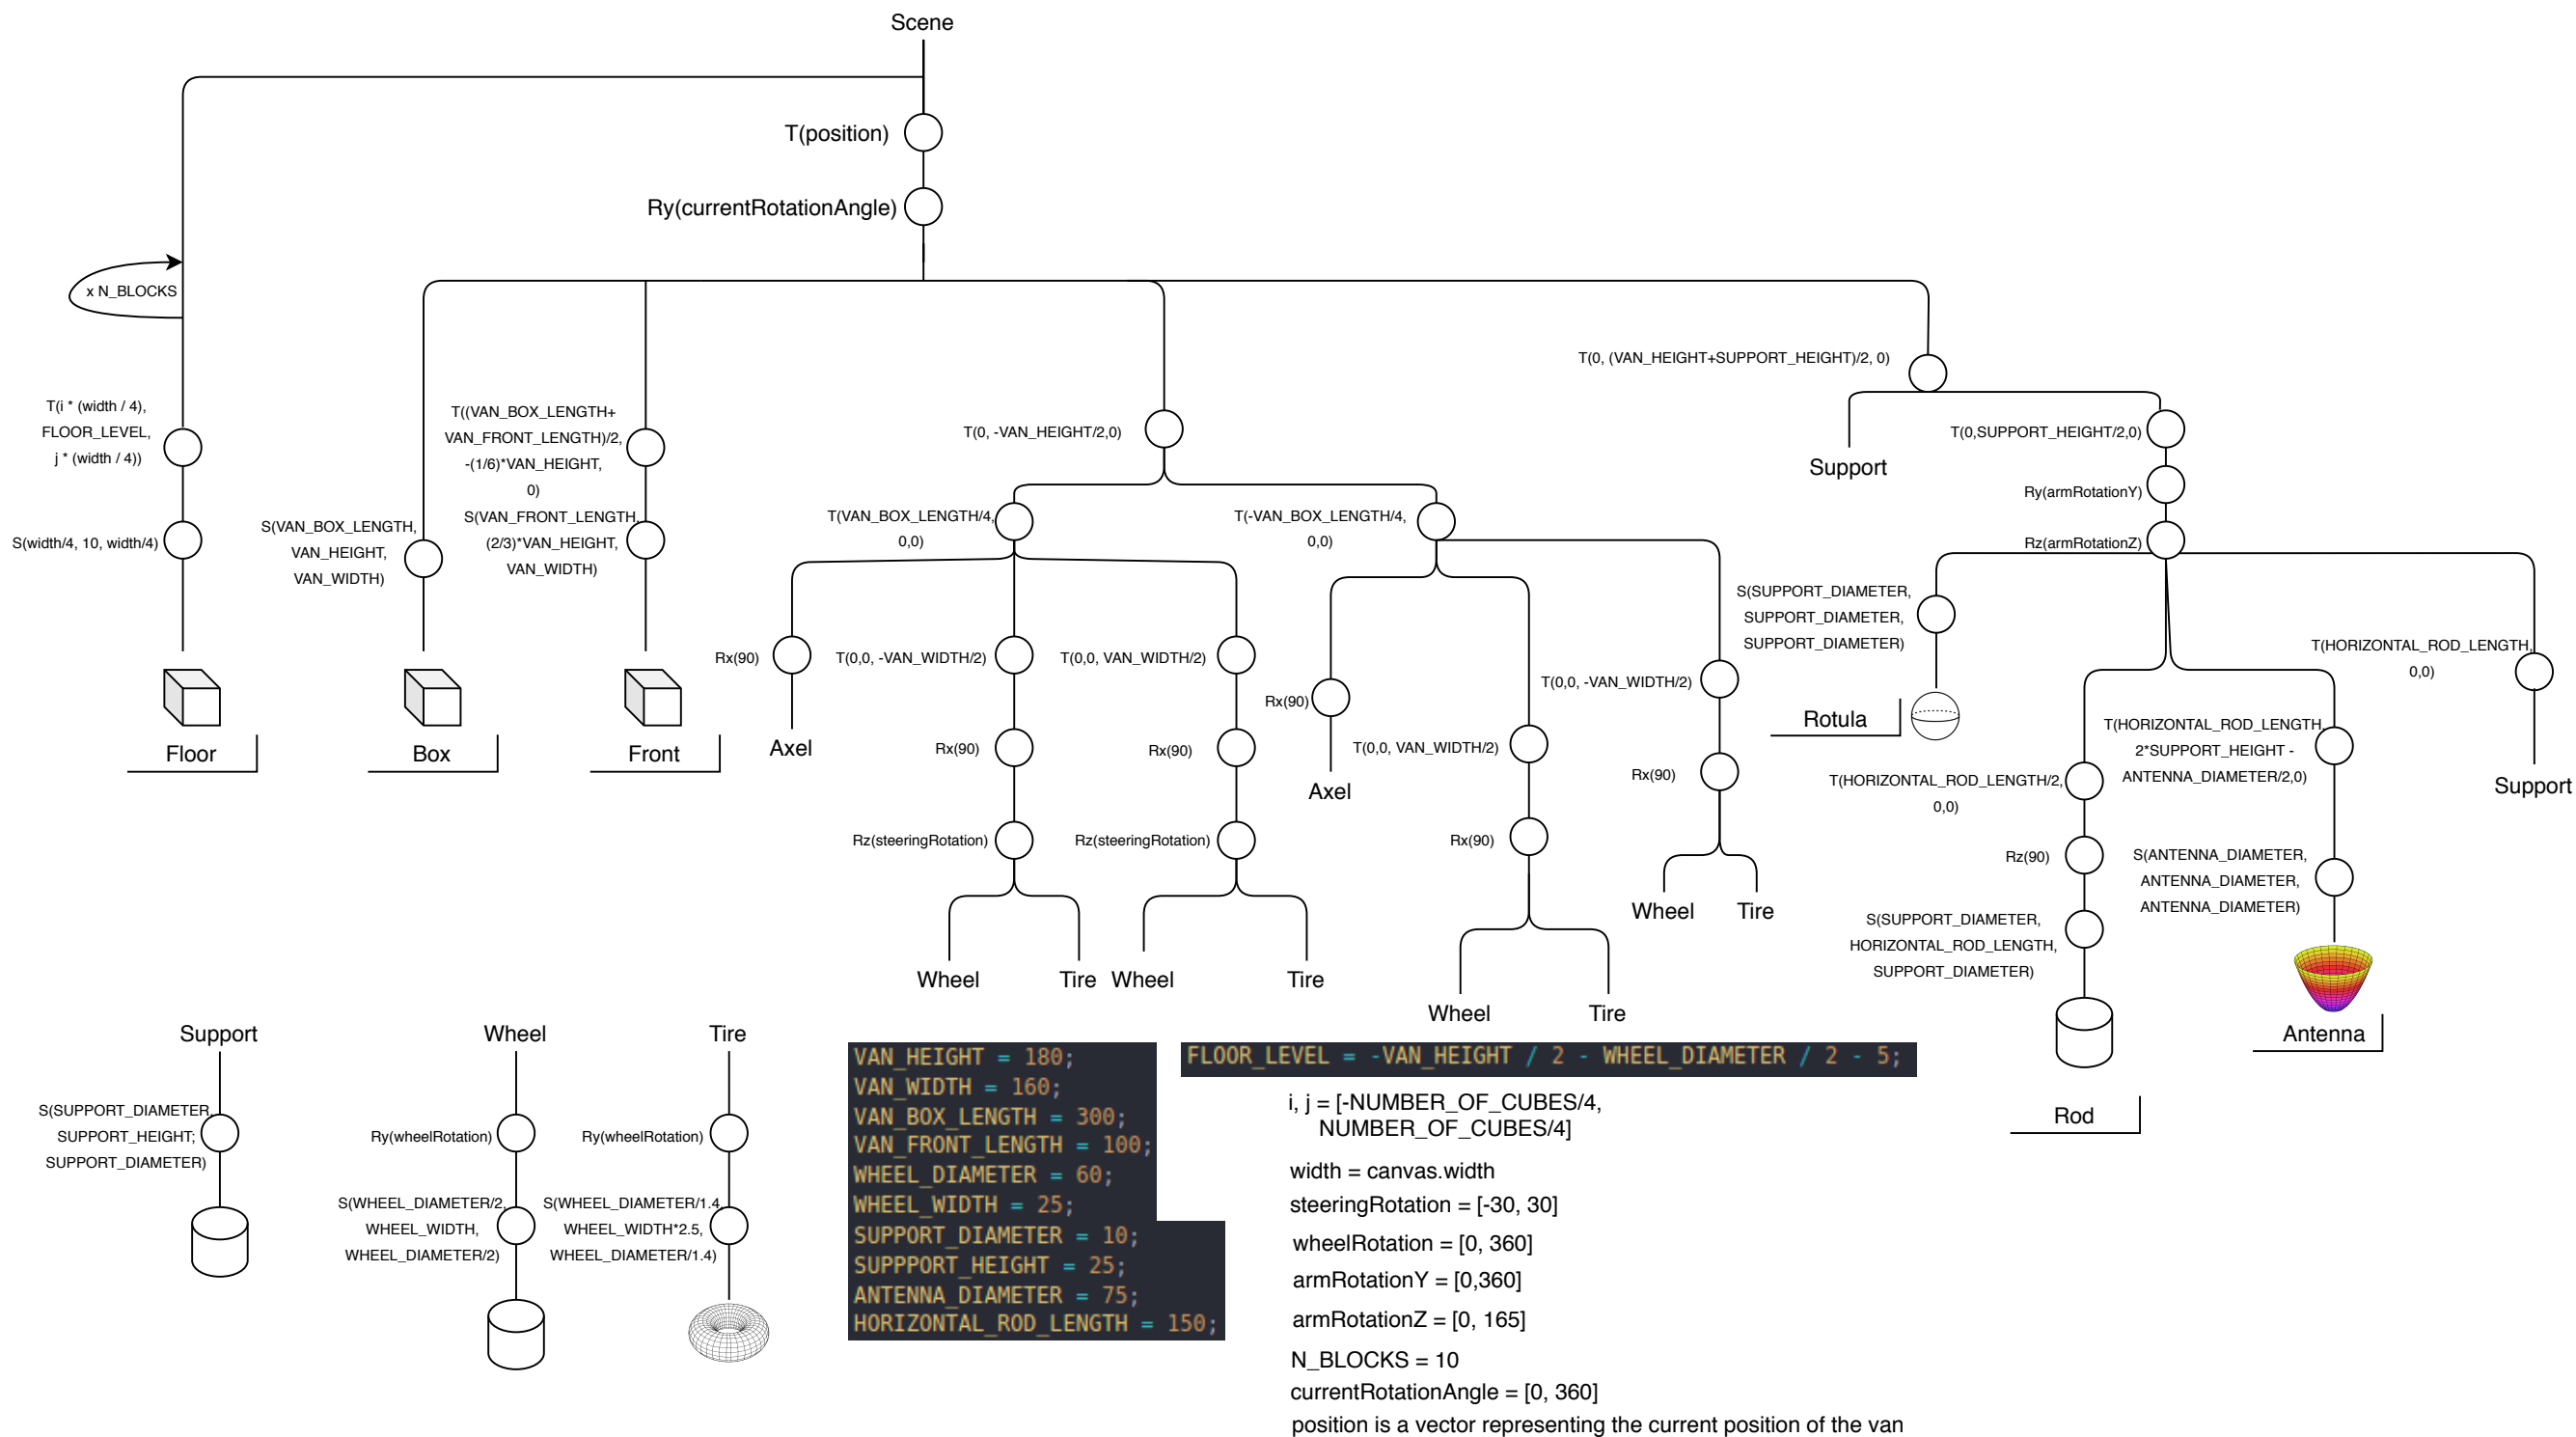 Scene
T(position)
Ry(currentRotationAngle)
x N_BLOCKS
T(i * (width / 4),
FLOOR_LEVEL,
j * (width / 4))
S(width/4, 10, width/4)
Floor
S(VAN_BOX_LENGTH,
VAN_HEIGHT,
VAN_WIDTH)
Box
T((VAN_BOX_LENGTH+
VAN_FRONT_LENGTH)/2,
-(1/6)*VAN_HEIGHT,
0)
S(VAN_FRONT_LENGTH,
(2/3)*VAN_HEIGHT,
VAN_WIDTH)
Front
T(0, -VAN_HEIGHT/2,0)
T(VAN_BOX_LENGTH/4,
0,0)
Rx(90)
Axel
T(0,0, -VAN_WIDTH/2)
Rx(90)
Rz(steeringRotation)
Wheel
Tire
T(0,0, VAN_WIDTH/2)
Rx(90)
Rz(steeringRotation)
Wheel
Tire
T(-VAN_BOX_LENGTH/4,
0,0)
Rx(90)
Axel
T(0,0, VAN_WIDTH/2)
Rx(90)
Wheel
Tire
T(0,0, -VAN_WIDTH/2)
Rx(90)
Wheel
Tire
T(0, (VAN_HEIGHT+SUPPORT_HEIGHT)/2, 0)
Support
T(0,SUPPORT_HEIGHT/2,0)
Ry(armRotationY)
Rz(armRotationZ)
S(SUPPORT_DIAMETER,
SUPPORT_DIAMETER,
SUPPORT_DIAMETER)
Rotula
T(HORIZONTAL_ROD_LENGTH/2,
0,0)
Rz(90)
S(SUPPORT_DIAMETER,
HORIZONTAL_ROD_LENGTH,
SUPPORT_DIAMETER)
Rod
T(HORIZONTAL_ROD_LENGTH,
2*SUPPORT_HEIGHT -
ANTENNA_DIAMETER/2,0)
S(ANTENNA_DIAMETER,
ANTENNA_DIAMETER,
ANTENNA_DIAMETER)
Antenna
T(HORIZONTAL_ROD_LENGTH,
0,0)
Support
Support
S(SUPPORT_DIAMETER,
SUPPORT_HEIGHT;
SUPPORT_DIAMETER)
Wheel
Ry(wheelRotation)
S(WHEEL_DIAMETER/2,
WHEEL_WIDTH,
WHEEL_DIAMETER/2)
Tire
Ry(wheelRotation)
S(WHEEL_DIAMETER/1.4,
WHEEL_WIDTH*2.5,
WHEEL_DIAMETER/1.4)
VAN_HEIGHT = 180;
VAN_WIDTH = 160;
VAN_BOX_LENGTH = 300;
VAN_FRONT_LENGTH = 100;
WHEEL_DIAMETER = 60;
WHEEL_WIDTH = 25;
SUPPORT_DIAMETER = 10;
SUPPPORT_HEIGHT = 25;
ANTENNA_DIAMETER = 75;
HORIZONTAL_ROD_LENGTH = 150;
FLOOR_LEVEL = -VAN_HEIGHT / 2 - WHEEL_DIAMETER / 2 - 5;
i, j = [-NUMBER_OF_CUBES/4,
NUMBER_OF_CUBES/4]
width = canvas.width
steeringRotation = [-30, 30]
wheelRotation = [0, 360]
armRotationY = [0,360]
armRotationZ = [0, 165]
N_BLOCKS = 10
currentRotationAngle = [0, 360]
position is a vector representing the current position of the van